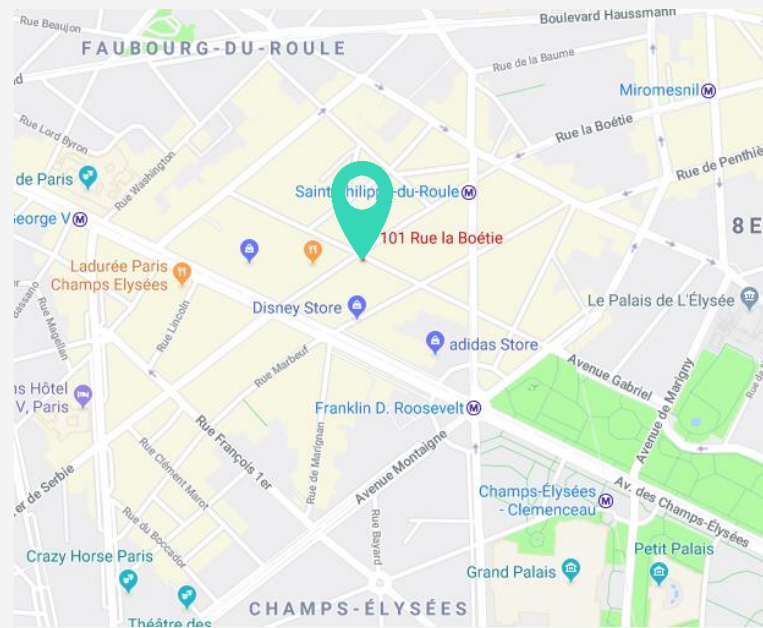 Rue Beaujon
Boulevard Haussmann
FAUBOURG-DU-ROULE
Rue de la Baume
Miromesnil
M
Rue Lord Byron
Rue la Boétie
Rue Washington
Rue de Penthiè
de Paris
Saint-Philippe-du-Roule
M
George V
M
101 Rue la Boétie
8 E
Ladurée Paris
Champs Elysées
Bassano
Rue Magellan
Rue Lincoln
Disney Store
Le Palais de L'Élysée
adidas Store
Rue Marbeuf
Avenue Gabriel
Avenue de Marigny
Rue de
ns Hôtel
V, Paris
Franklin D. Roosevelt
M
Rue François 1er
Rue de Marignan
Avenue Montaigne
er de Serbie
Rue Clément Marot
Av. des Champs-Élysées
Champs-Élysées
- Clemenceau
M
Rue du Boccador
Rue Bayard
Crazy Horse Paris
Grand Palais
Petit Palais
CHAMPS-ÉLYSÉES
Théâtre des